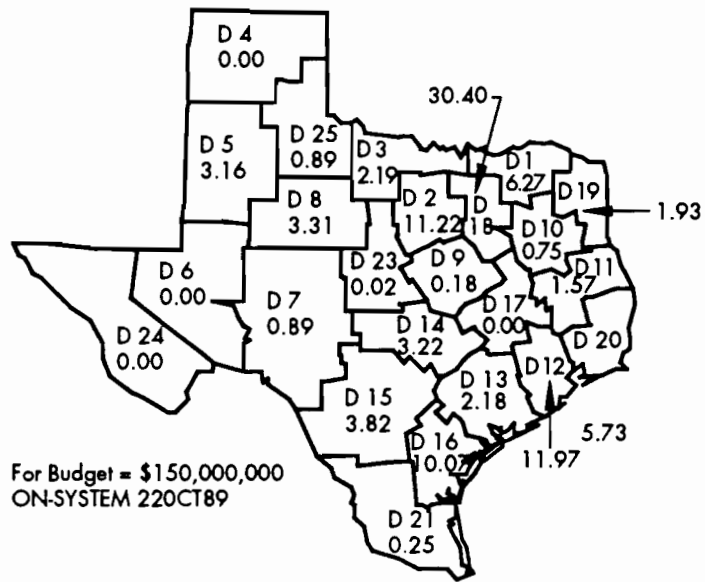 D 4
0.00
30.40
D 25
0.89
D 5
3.16
D 3
2.19
D 1
6.27
D 19
1.93
D 8
3.31
D 2
11.22
D
18
D 10
0.75
D 6
0.00
D 23
0.02
D 9
0.18
D 11
1.57
D 7
0.89
D 17
0.00
D 24
0.00
D 14
3.22
D 20
D 12
D 15
3.82
D 13
2.18
5.73
11.97
D 16
10.07
For Budget = $150,000,000
ON-SYSTEM 22OCT89
D 21
0.25